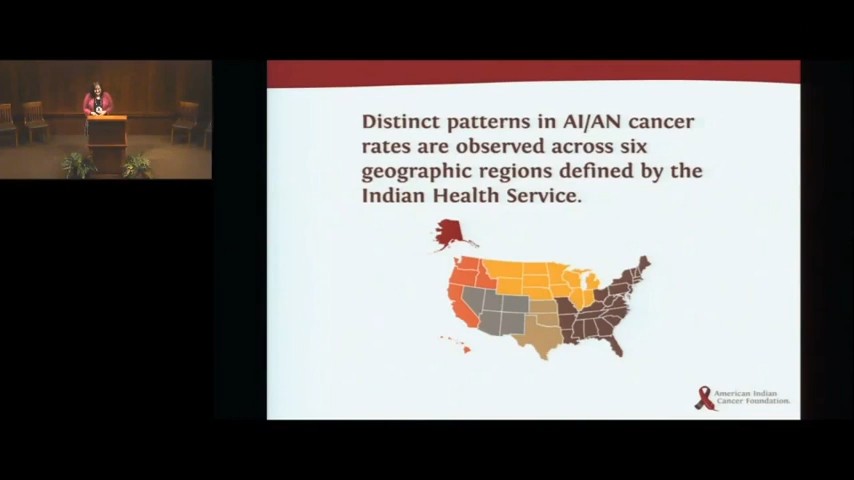 Distinct patterns in AI/AN cancer
rates are observed across six
geographic regions defined by the
Indian Health Service.
American Indian
Cancer Foundation.